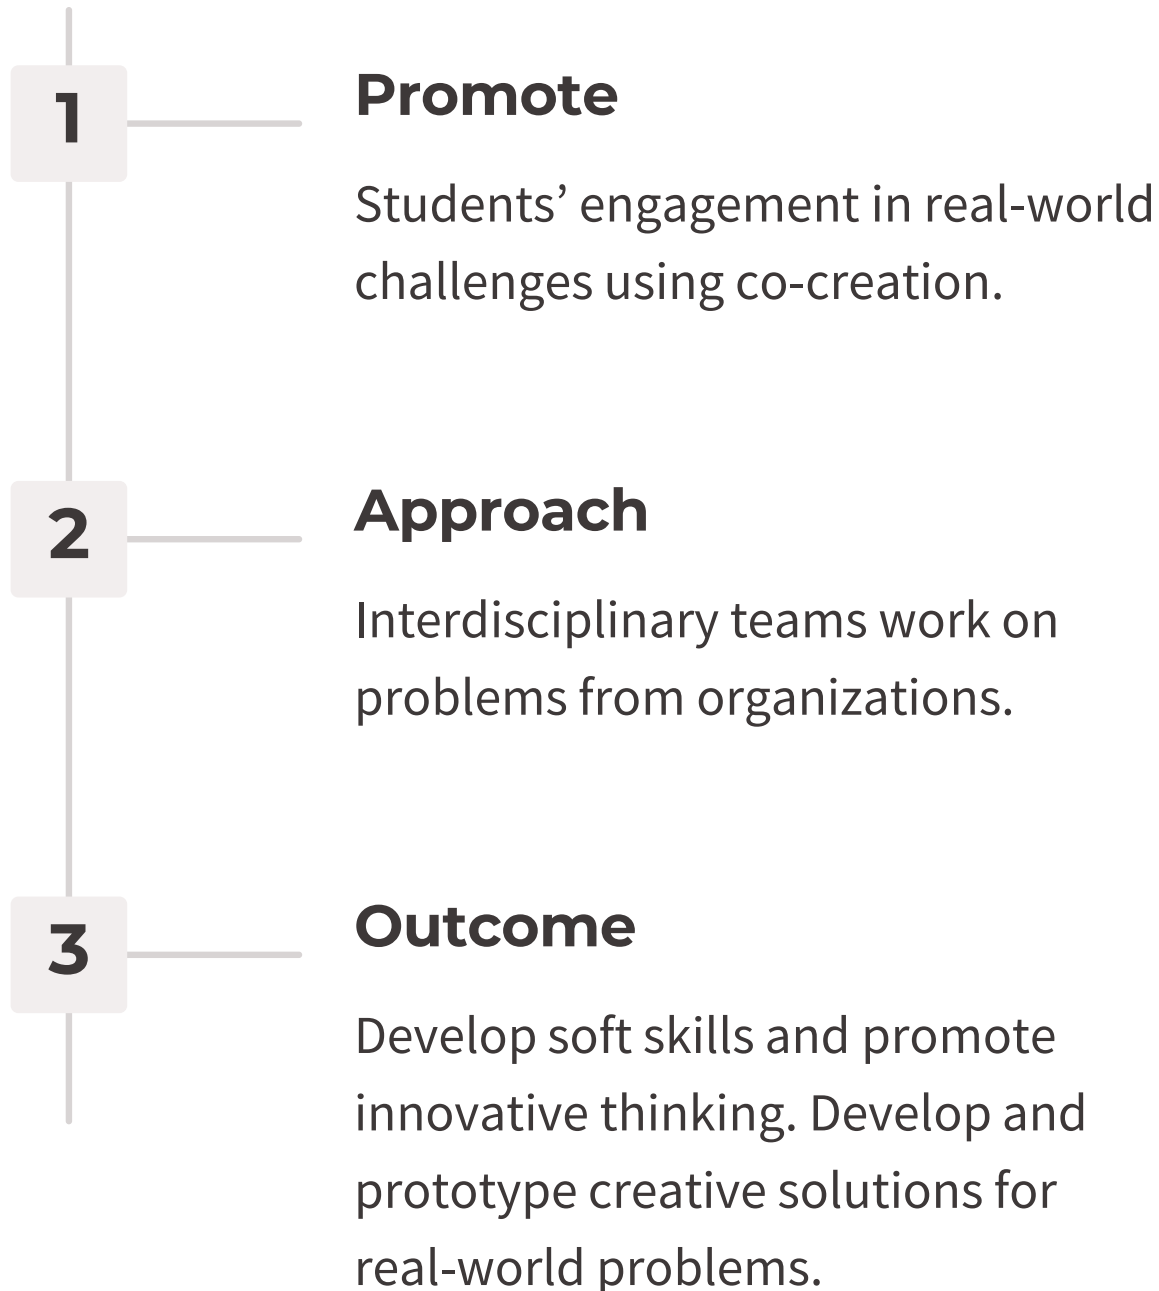 1
Promote
Students’ engagement in real-world
challenges using co-creation.
2
Approach
Interdisciplinary teams work on
problems from organizations.
3
Outcome
Develop soft skills and promote
innovative thinking. Develop and
prototype creative solutions for
real-world problems.